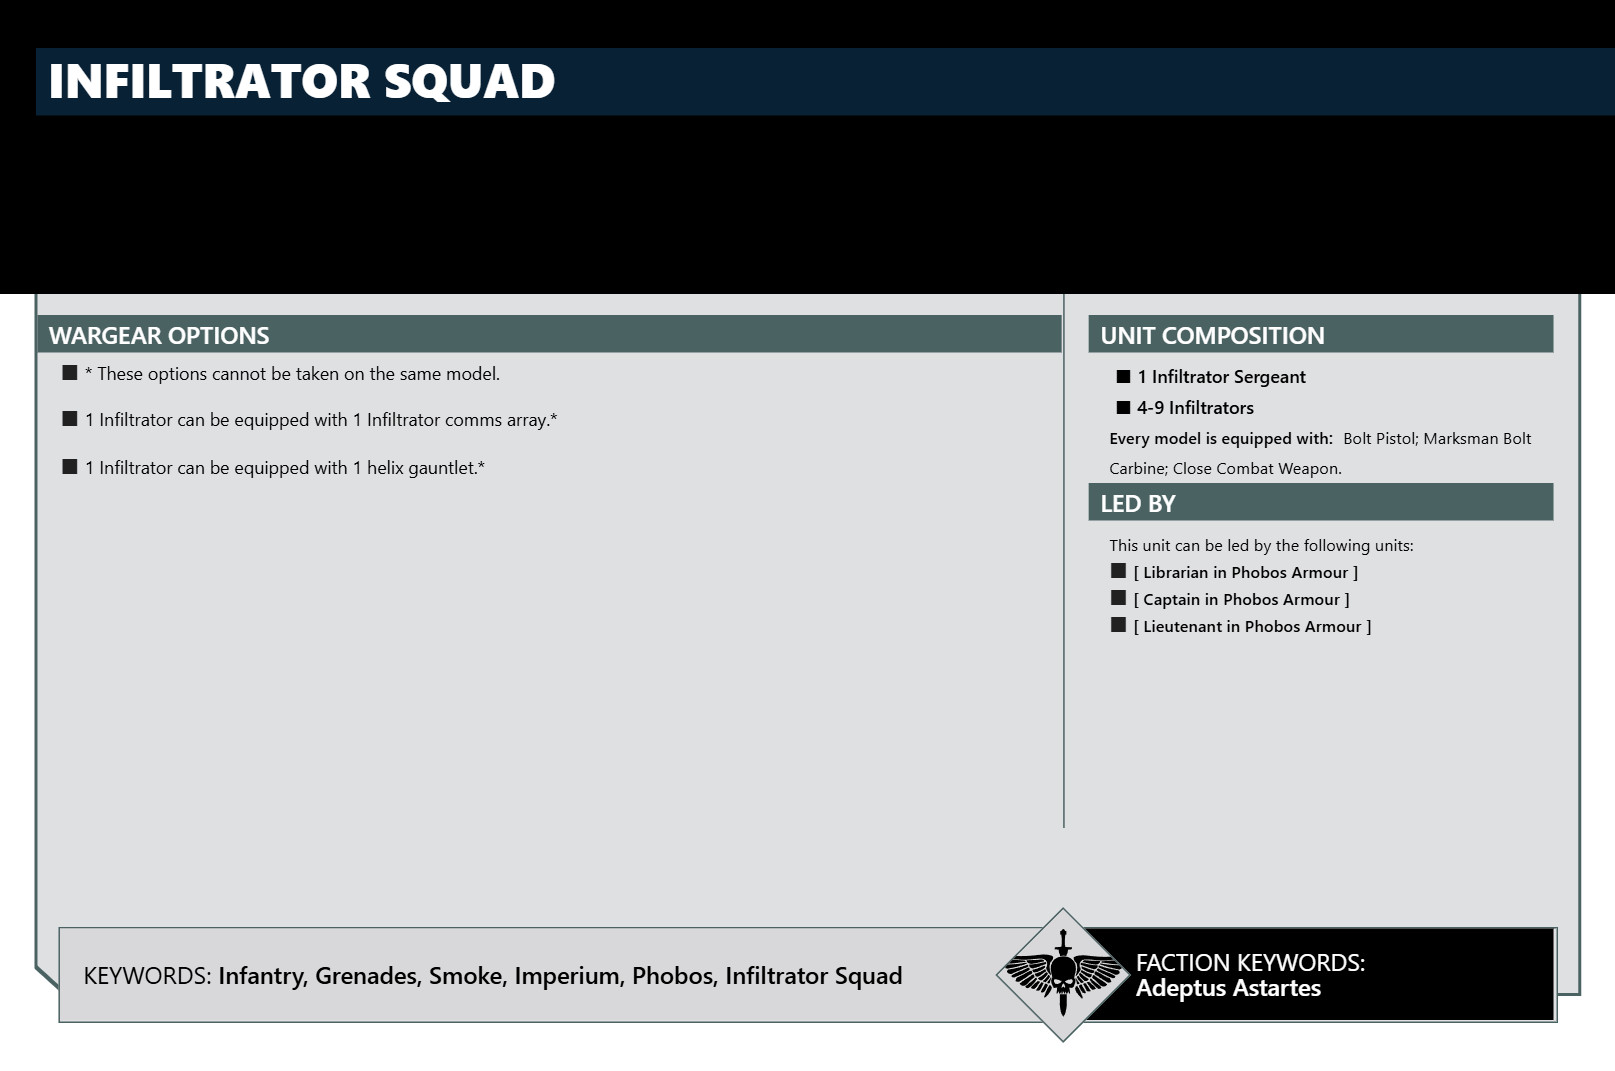 INFILTRATOR SQUAD
WARGEAR OPTIONS
* These options cannot be taken on the same model.
1 Infiltrator can be equipped with 1 Infiltrator comms array.*
1 Infiltrator can be equipped with 1 helix gauntlet.*
UNIT COMPOSITION
1 Infiltrator Sergeant
4-9 Infiltrators
Every model is equipped with: Bolt Pistol; Marksman Bolt
Carbine; Close Combat Weapon.
LED BY
This unit can be led by the following units:
[ Librarian in Phobos Armour ]
[ Captain in Phobos Armour ]
[ Lieutenant in Phobos Armour ]
KEYWORDS: Infantry, Grenades, Smoke, Imperium, Phobos, Infiltrator Squad
FACTION KEYWORDS:
Adeptus Astartes